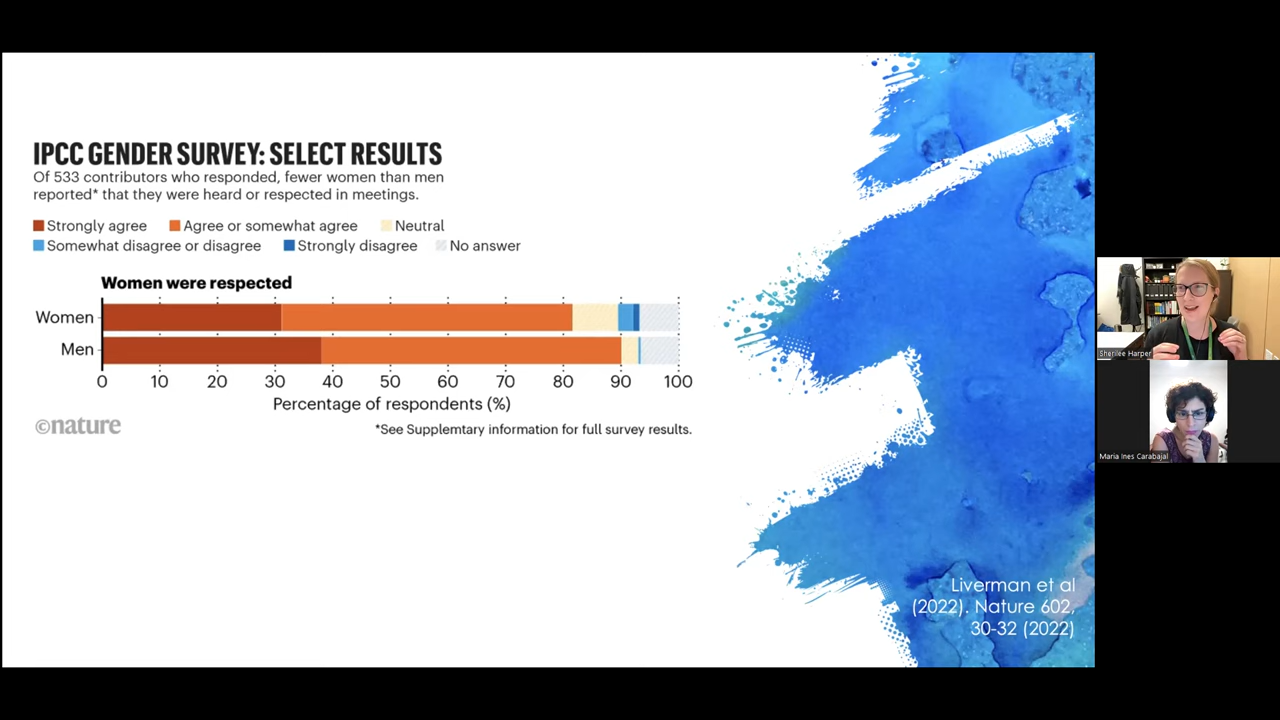 IPCC GENDER SURVEY: SELECT RESULTS
Of 533 contributors who responded, fewer women than men
reported* that they were heard or respected in meetings.
Strongly agree Agree or somewhat agree Neutral
Somewhat disagree or disagree Strongly disagree No answer
Women were respected
Women
Men
0 10 20 30 40 50 60 70 80 90 100
Percentage of respondents (%)
©nature
*See Supplemtary information for full survey results.
Liverman et al
(2022). Nature 602,
30-32 (2022)
Sherilee Harper
Maria Ines Carabajal